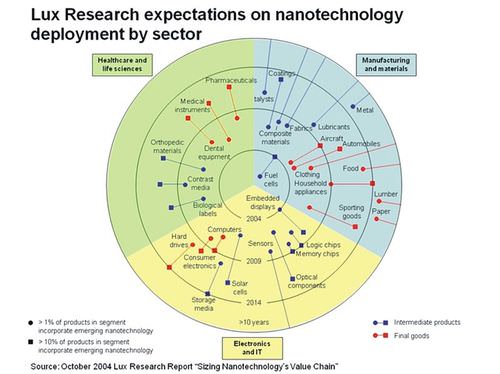 Lux Research expectations on nanotechnology
deployment by sector
Healthcare and
life sciences
Manufacturing
and materials
Pharmaceuticals
Coatings
talysts
Medical
instruments
Metal
Composite
materials
Fabrics
Lubricants
Aircraft
Automobiles
Orthopedic
materials
Dental
equipment
Food
Clothing
Household
appliances
Fuel
cells
Contrast
media
Lumber
Biological
labels
Embedded
displays
Sporting
goods
Paper
2004
Hard
drives
Computers
Sensors
Logic chips
Memory chips
Consumer
electronics
2009
Optical
components
Solar
cells
Storage
media
2014
>10 years
Electronics
and IT
> 1% of products in segment
incorporate emerging nanotechnology
> 10% of products in segment
incorporate emerging nanotechnology
Intermediate products
Final goods
Source: October 2004 Lux Research Report “Sizing Nanotechnology's Value Chain”